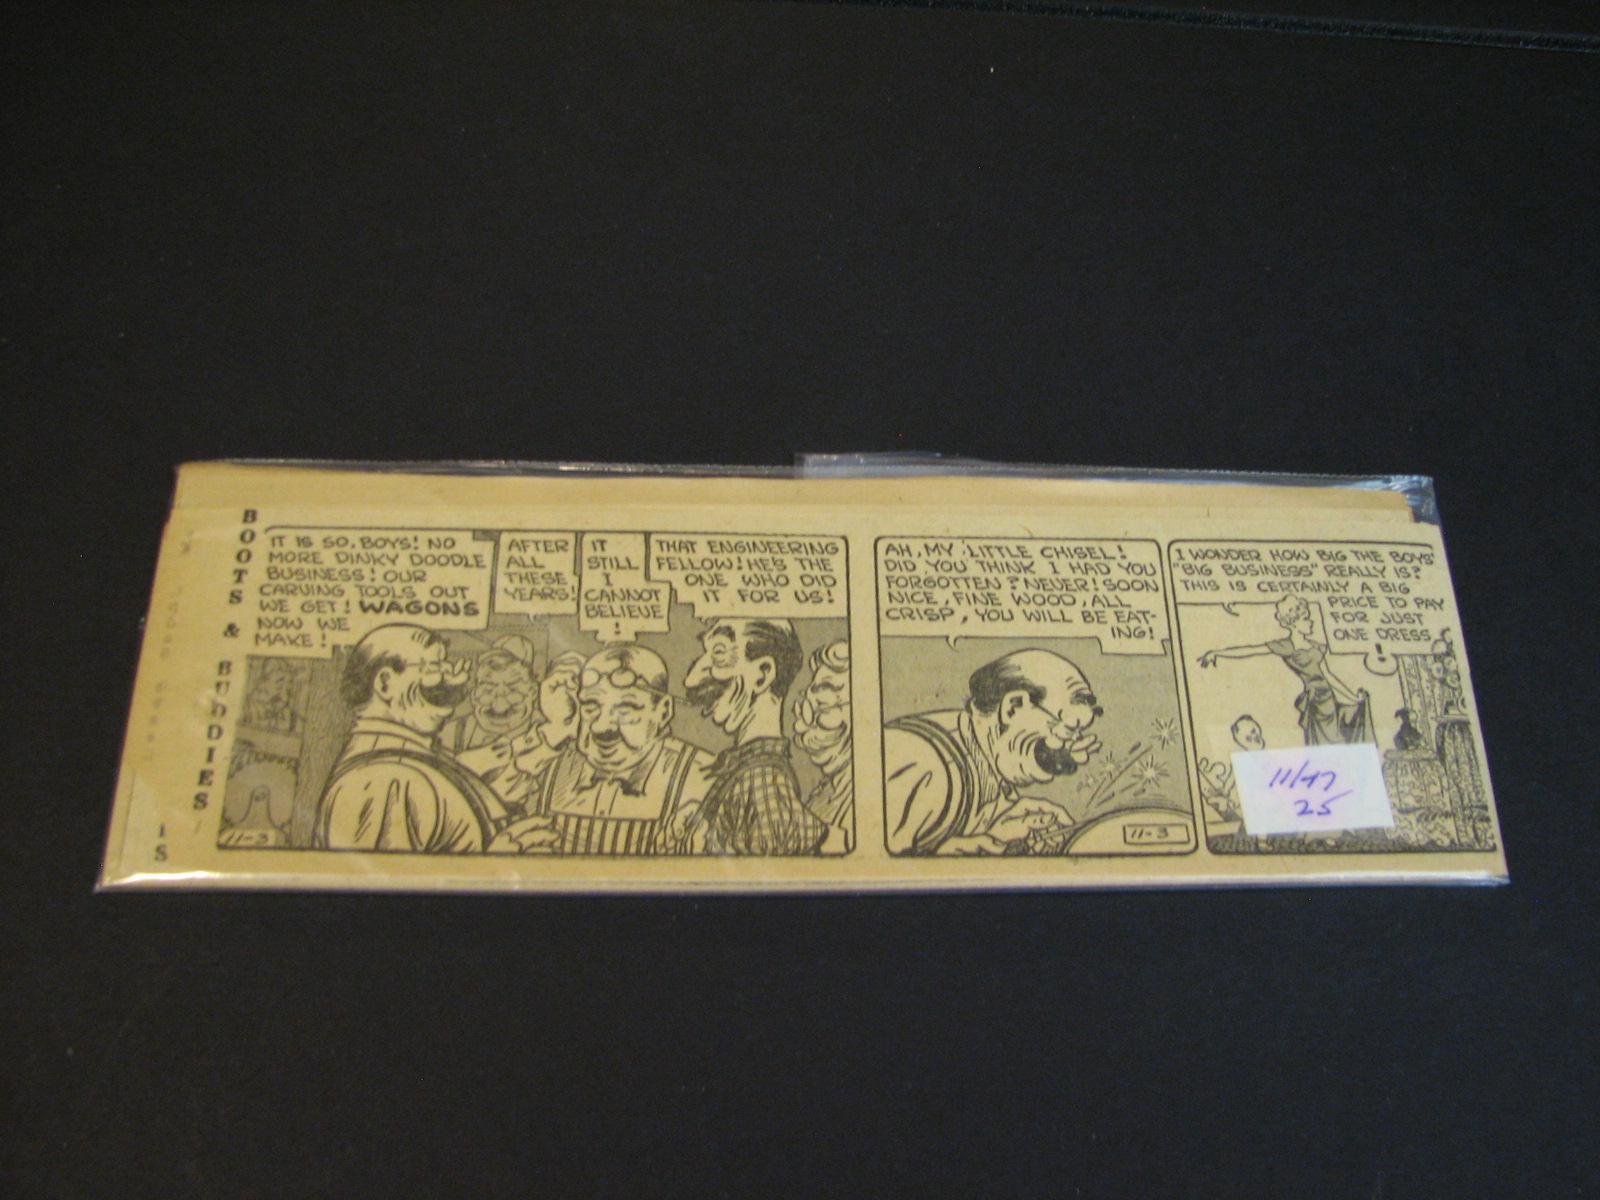 BOOTS & BUDDIES
IT IS SO, BOYS! NO
MORE DINKY DOODLE
BUSINESS! OUR
CARVING TOOLS OUT
WE GET! WAGONS
NOW WE
MAKE!
AFTER
ALL
THESE
YEARS!
IT
STILL
I
CANNOT
BELIEVE
!
THAT ENGINEERING
FELLOW! HE'S THE
ONE WHO DID
IT FOR US!
11-3
AH, MY LITTLE CHISEL!
DID YOU THINK I HAD YOU
FORGOTTEN? NEVER! SOON
NICE, FINE WOOD, ALL
CRISP, YOU WILL BE EAT-
ING!
11-3
I WONDER HOW BIG THE BOYS'
"BIG BUSINESS" REALLY IS?
THIS IS CERTAINLY A BIG
PRICE TO PAY
FOR JUST
ONE DRESS
!
11/47
25
IS